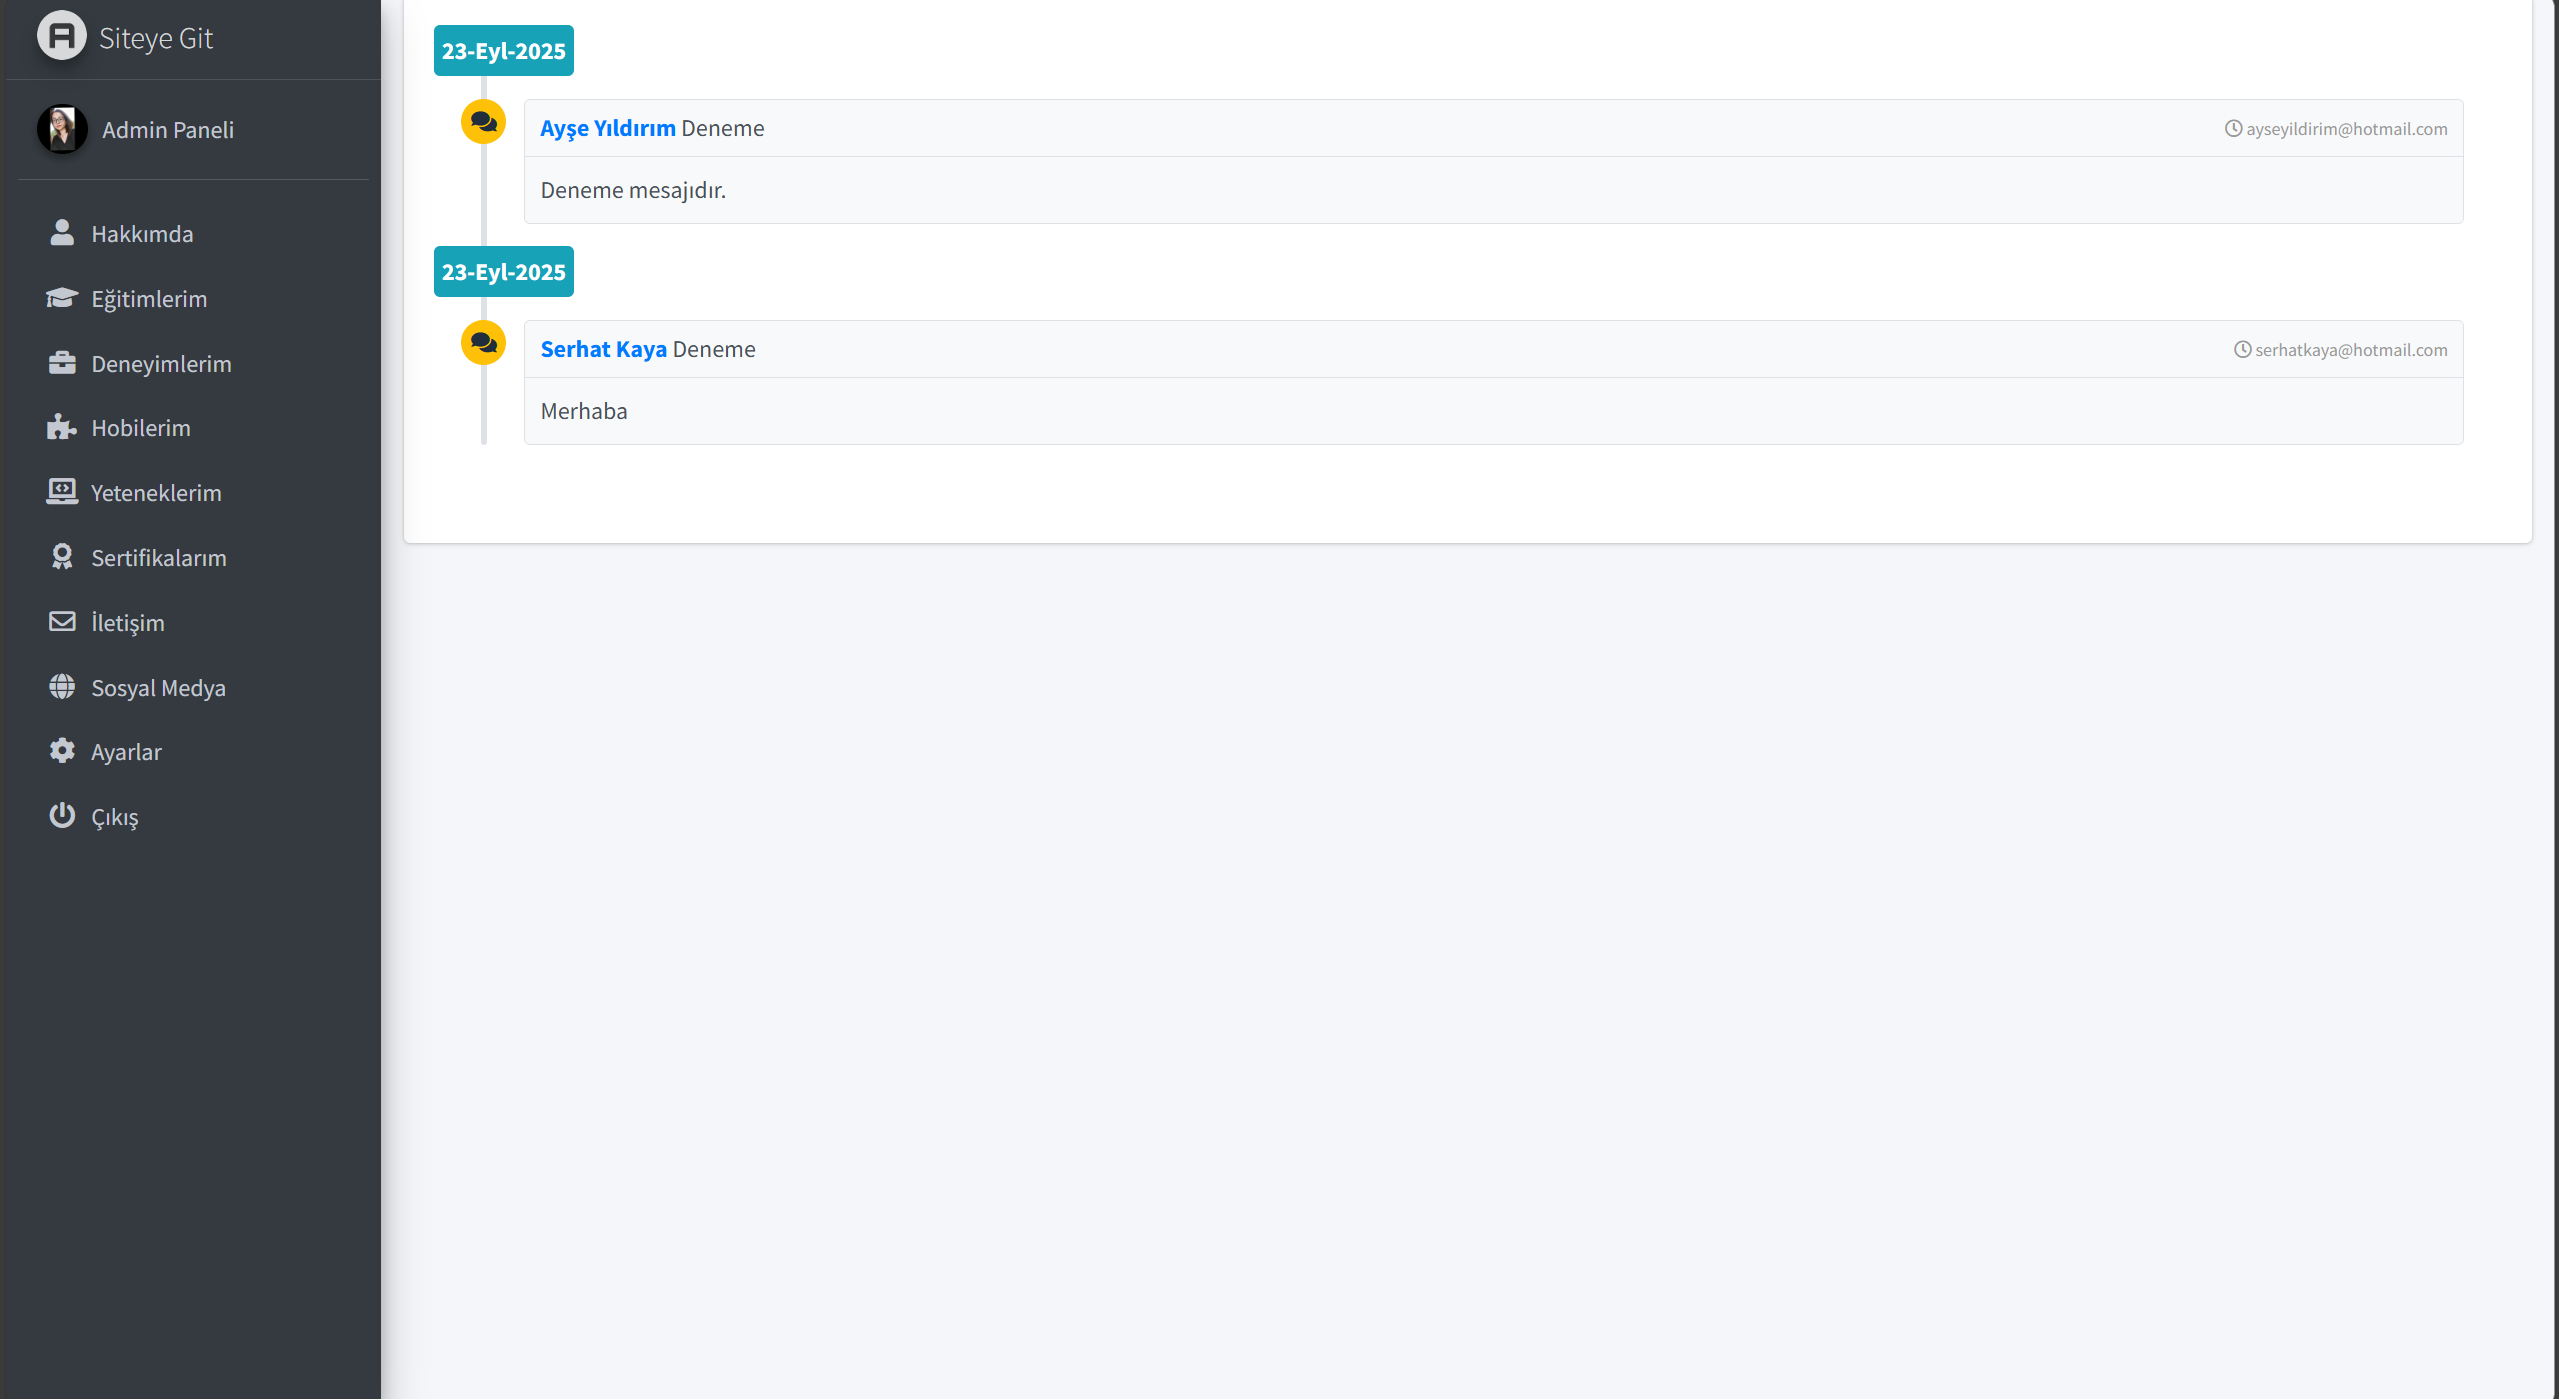 Siteye Git
Admin Paneli
Hakkımda
Eğitimlerim
Deneyimlerim
Hobilerim
Yeteneklerim
Sertifikalarım
İletişim
Sosyal Medya
Ayarlar
Çıkış
23-Eyl-2025
Ayşe Yıldırım Deneme ayseyildirim@hotmail.com
Deneme mesajıdır.
23-Eyl-2025
Serhat Kaya Deneme serhatkaya@hotmail.com
Merhaba